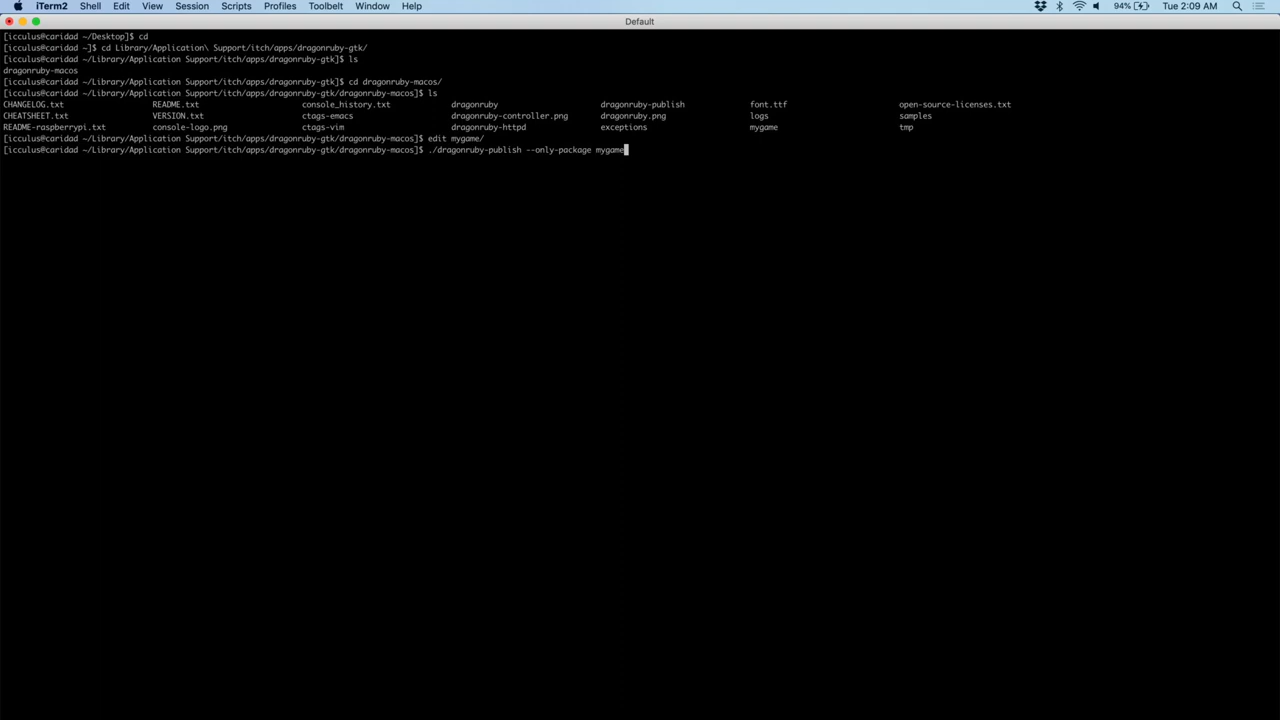 iTerm2 Shell Edit View Session Scripts Profiles Toolbelt Window Help 94% Tue 2:09 AM
Default
[icculus@caridad ~/Desktop]$ cd
[icculus@caridad ~]$ cd Library/Application\ Support/itch/apps/dragonruby-gtk/
[icculus@caridad ~/Library/Application Support/itch/apps/dragonruby-gtk]$ ls
dragonruby-macos
[icculus@caridad ~/Library/Application Support/itch/apps/dragonruby-gtk]$ cd dragonruby-macos/
[icculus@caridad ~/Library/Application Support/itch/apps/dragonruby-gtk/dragonruby-macos]$ ls
CHANGELOG.txt README.txt console_history.txt dragonruby dragonruby-publish font.ttf open-source-licenses.txt
CHEATSHEET.txt VERSION.txt ctags-emacs dragonruby-controller.png dragonruby.png logs samples
README-raspberrypi.txt console-logo.png ctags-vim dragonruby-httpd exceptions mygame tmp
[icculus@caridad ~/Library/Application Support/itch/apps/dragonruby-gtk/dragonruby-macos]$ edit mygame/
[icculus@caridad ~/Library/Application Support/itch/apps/dragonruby-gtk/dragonruby-macos]$ ./dragonruby-publish --only-package mygame